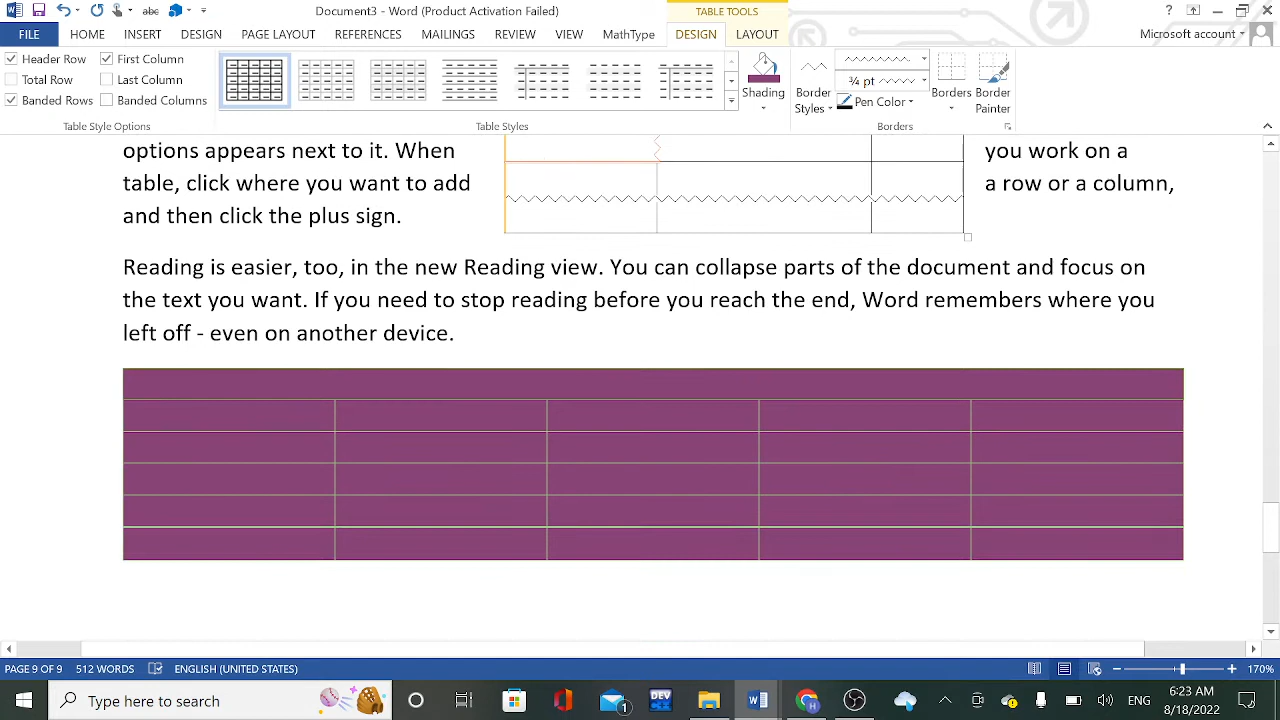 Document3 - Word (Product Activation Failed)
TABLE TOOLS
?
FILE
HOME
INSERT
DESIGN
PAGE LAYOUT
REFERENCES
MAILINGS
REVIEW
VIEW
MathType
DESIGN
LAYOUT
Microsoft account
Header Row
First Column
Total Row
Last Column
Banded Rows
Banded Columns
Table Style Options
Table Styles
Shading
Border Styles
¾ pt
Pen Color
Borders
Border Painter
Borders
options appears next to it. When you work on a
table, click where you want to add a row or a column,
and then click the plus sign.
Reading is easier, too, in the new Reading view. You can collapse parts of the document and focus on
the text you want. If you need to stop reading before you reach the end, Word remembers where you
left off - even on another device.
PAGE 9 OF 9
512 WORDS
ENGLISH (UNITED STATES)
170%
Type here to search
DEV
1
H
ENG
6:23 AM
8/18/2022